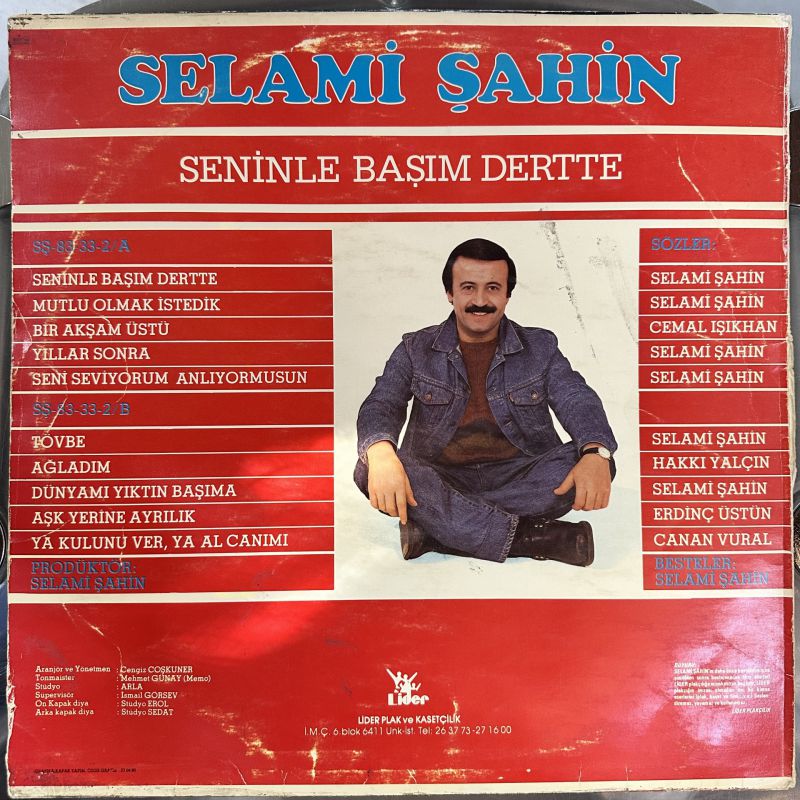 SELAMİ ŞAHİN
SENİNLE BAŞIM DERTTE
SŞ-83-33-2/A
SENİNLE BAŞIM DERTTE
MUTLU OLMAK İSTEDİK
BİR AKŞAM ÜSTÜ
YILLAR SONRA
SENİ SEVİYORUM ANLIYORMUSUN
SŞ-83-33-2/B
TÖVBE
AĞLADIM
DÜNYAMI YIKTIN BAŞIMA
AŞK YERİNE AYRILIK
YA KULUNU VER, YA AL CANIMI
PRODÜKTÖR:
SELAMİ ŞAHİN
SÖZLER:
SELAMİ ŞAHİN
SELAMİ ŞAHİN
CEMAL IŞIKHAN
SELAMİ ŞAHİN
SELAMİ ŞAHİN
SELAMİ ŞAHİN
HAKKI YALÇIN
SELAMİ ŞAHİN
ERDİNÇ ÜSTÜN
CANAN VURAL
BESTELER:
SELAMİ ŞAHİN
Aranjör ve Yönetmen : Cengiz COŞKUNER
Tonmaister : Mehmet GÜNAY (Memo)
Stüdyo : ARLA
Supervisör : İsmail GÖRSEV
Ön Kapak diya : Stüdyo EROL
Arka kapak diya : Stüdyo SEDAT
Lider
LİDER PLAK ve KASETÇİLİK
İ.M.Ç. 6. blok 6411 Unk-İst. Tel: 26 37 73 - 27 16 00
LİDER PLAKÇILIK